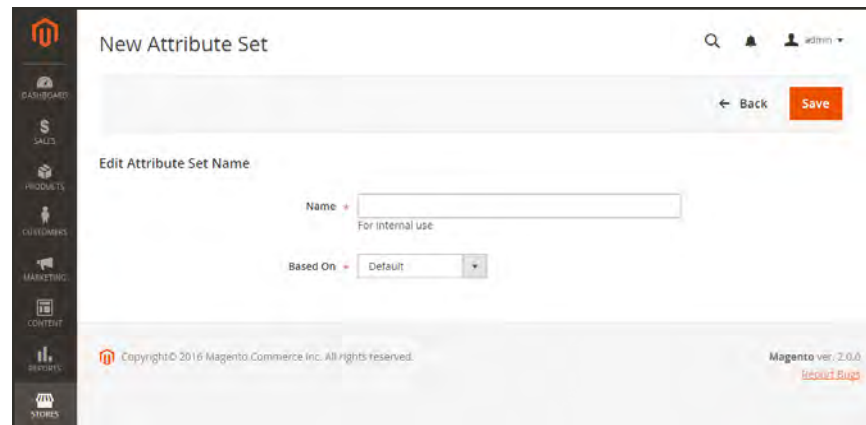 New Attribute Set
admin
← Back
Save
DASHBOARD
SALES
PRODUCTS
CUSTOMERS
MARKETING
CONTENT
REPORTS
STORES
Edit Attribute Set Name
Name *
For internal use
Based On *
Default
Copyright© 2016 Magento Commerce Inc. All rights reserved.
Magento ver. 2.0.0
Report Bugs